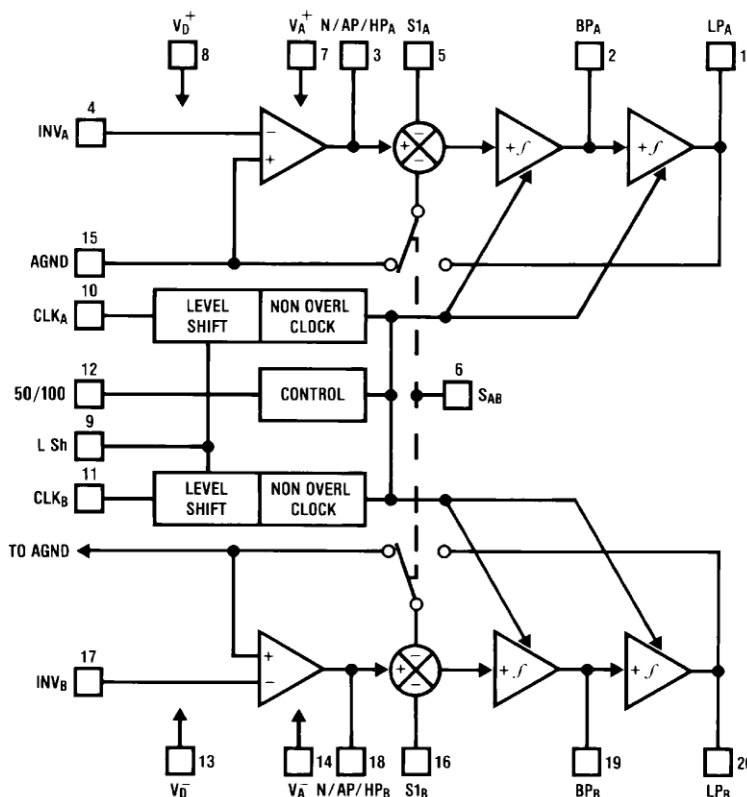 V_D^+ V_A^+ N/AP/HP_A S1_A BP_A LP_A
8 7 3 5 2 1
4
INV_A - + + - - + ∫ + ∫
15
AGND
10
CLK_A LEVEL SHIFT NON OVERL CLOCK
12
50/100 CONTROL 6 S_AB
9
L Sh
11
CLK_B LEVEL SHIFT NON OVERL CLOCK
TO AGND
17
INV_B + - + - - + ∫ + ∫
13 14 18 16 19 20
V_D^- V_A^- N/AP/HP_B S1_B BP_B LP_B